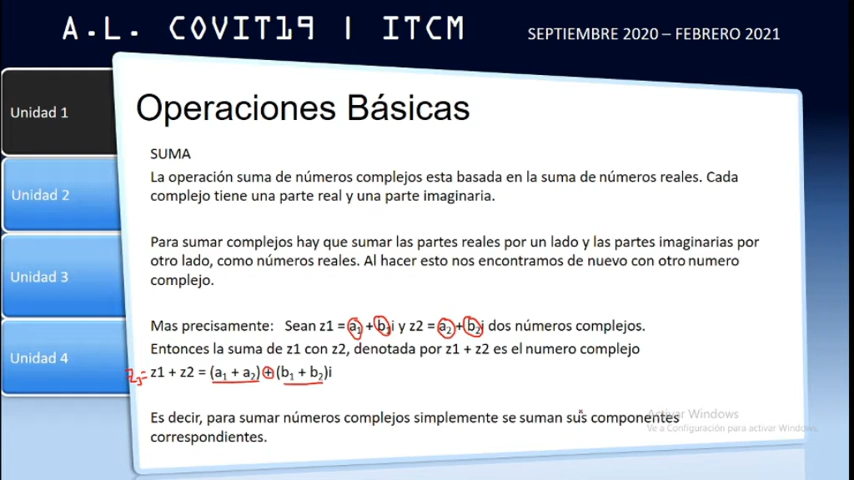 A.L. COVIT19 | ITCM
SEPTIEMBRE 2020 – FEBRERO 2021
Unidad 1
Unidad 2
Unidad 3
Unidad 4
Operaciones Básicas
SUMA
La operación suma de números complejos esta basada en la suma de números reales. Cada
complejo tiene una parte real y una parte imaginaria.
Para sumar complejos hay que sumar las partes reales por un lado y las partes imaginarias por
otro lado, como números reales. Al hacer esto nos encontramos de nuevo con otro numero
complejo.
Mas precisamente: Sean z1 = a₁ + b₁i y z2 = a₂ + b₂i dos números complejos.
Entonces la suma de z1 con z2, denotada por z1 + z2 es el numero complejo
z₃= z1 + z2 = (a₁ + a₂) + (b₁ + b₂)i
Es decir, para sumar números complejos simplemente se suman sus componentes
correspondientes.
Activar Windows
Ve a Configuración para activar Windows.